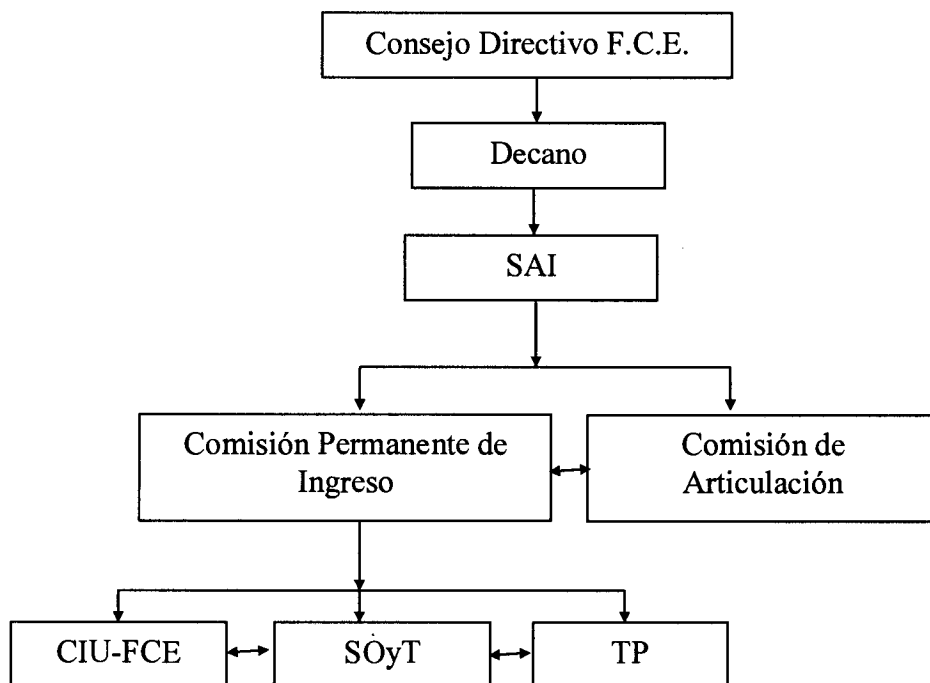 Consejo Directivo F.C.E.
Decano
SAI
Comisión Permanente de
Ingreso
Comisión de
Articulación
CIU-FCE
SOyT
TP